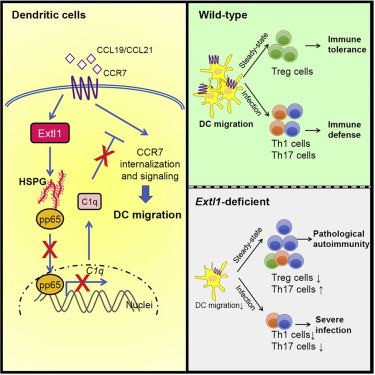 Dendritic cells
CCL19/CCL21
CCR7
Extl1
HSPG
pp65
C1q
CCR7
internalization
and signaling
DC migration
pp65
C1q
Nuclei
Wild-type
DC migration
Steady-state
Infection
Treg cells
Immune
tolerance
Th1 cells
Th17 cells
Immune
defense
Extl1-deficient
DC migration↓
Steady-state
Infection
Treg cells ↓
Th17 cells ↑
Pathological
autoimmunity
Th1 cells↓
Th17 cells ↓
Severe
infection